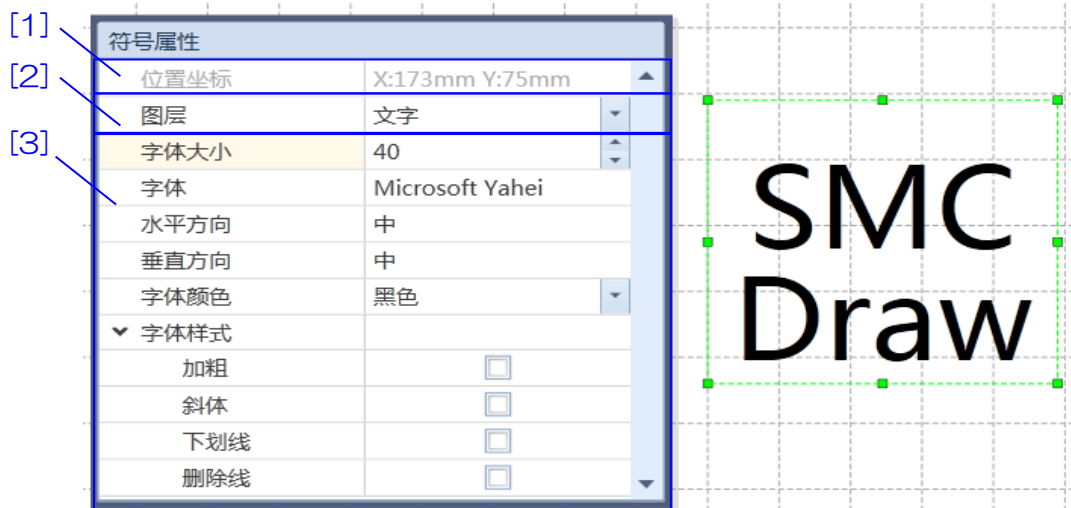 [1]
符号属性
[2]
位置坐标 X:173mm Y:75mm
图层 文字
[3]
字体大小 40
字体 Microsoft Yahei
水平方向 中
垂直方向 中
字体颜色 黑色
字体样式
加粗
斜体
下划线
删除线
SMC
Draw